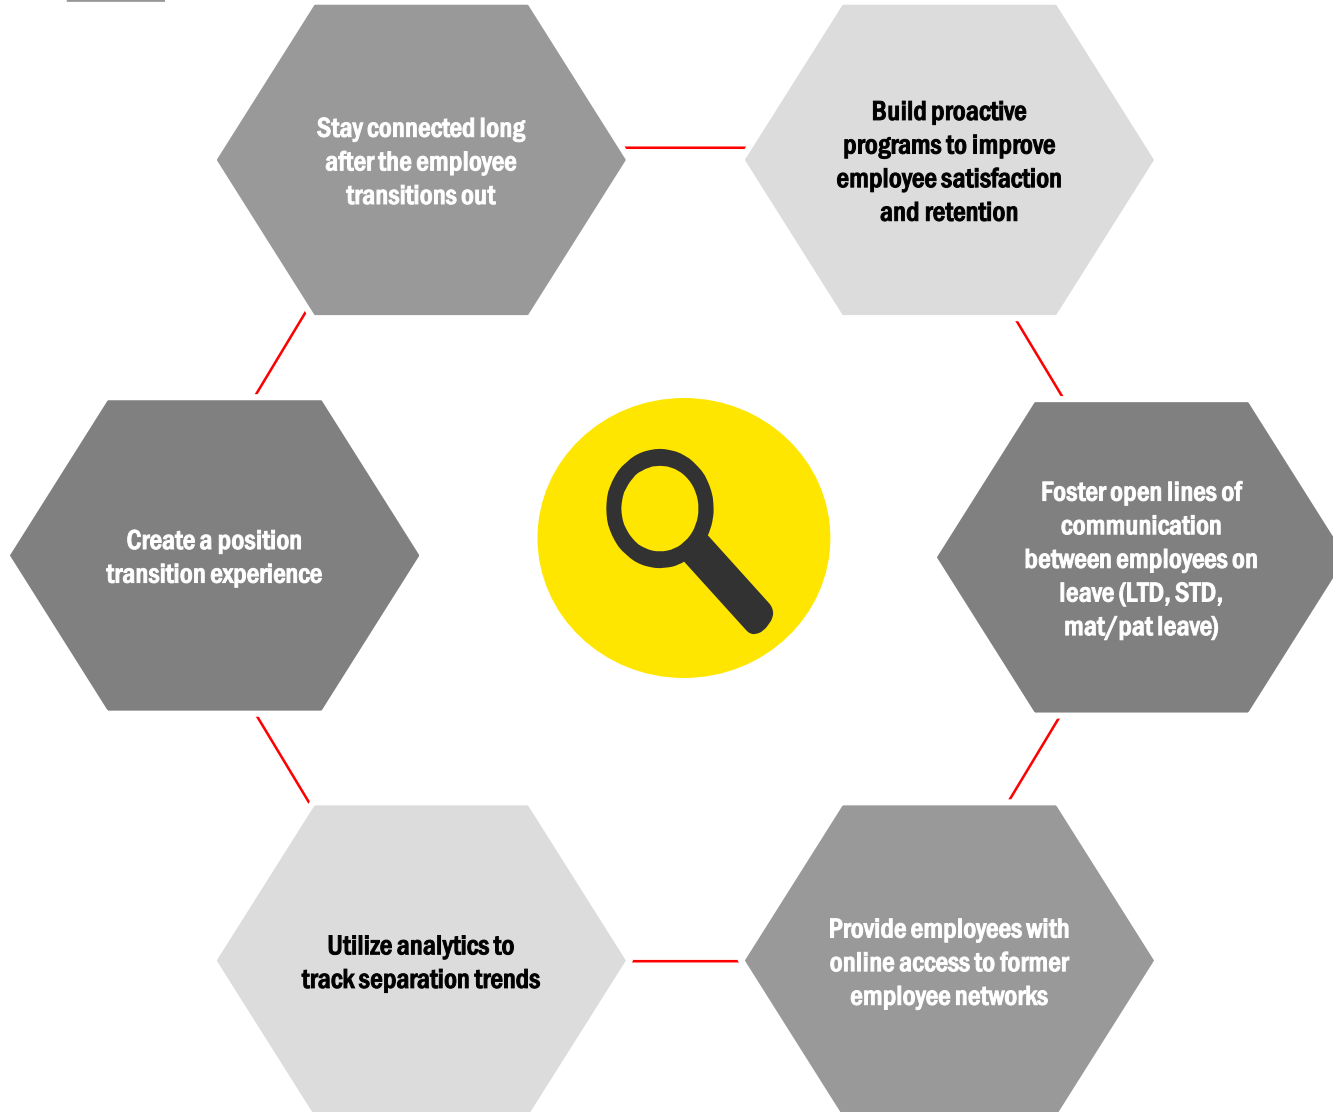 Stay connected long
after the employee
transitions out
Build proactive
programs to improve
employee satisfaction
and retention
Create a position
transition experience
Foster open lines of
communication
between employees on
leave (LTD, STD,
mat/pat leave)
Utilize analytics to
track separation trends
Provide employees with
online access to former
employee networks